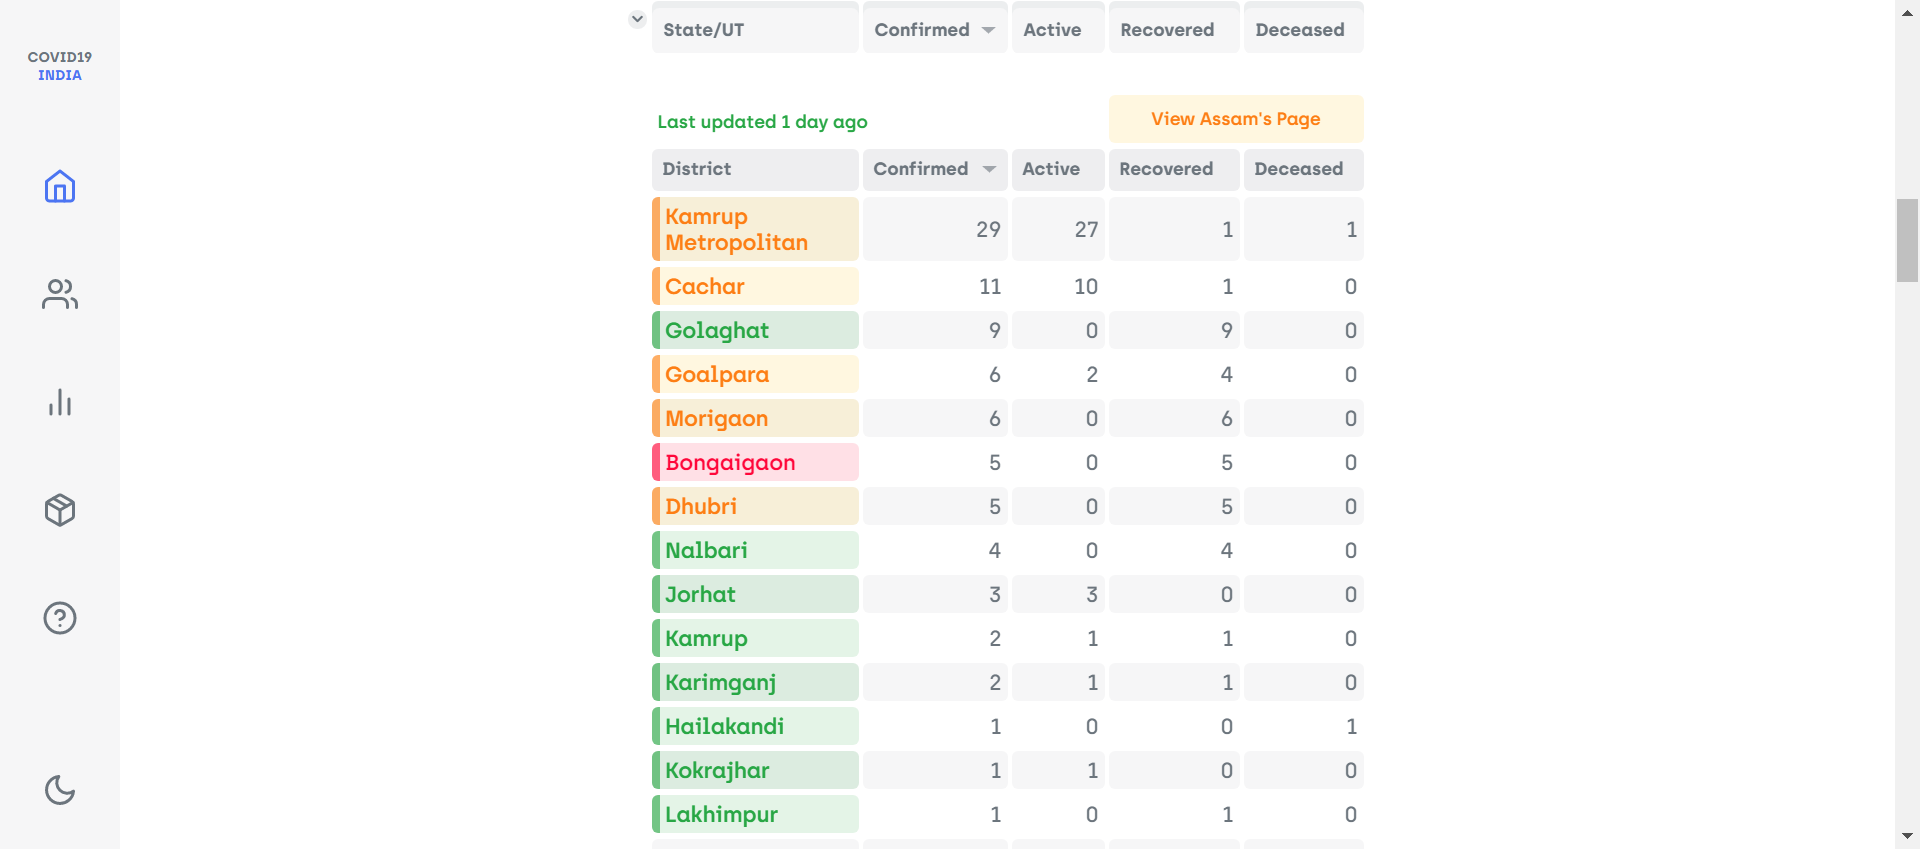 COVID19
INDIA
State/UT Confirmed Active Recovered Deceased
Last updated 1 day ago View Assam's Page
District Confirmed Active Recovered Deceased
Kamrup
Metropolitan 29 27 1 1
Cachar 11 10 1 0
Golaghat 9 0 9 0
Goalpara 6 2 4 0
Morigaon 6 0 6 0
Bongaigaon 5 0 5 0
Dhubri 5 0 5 0
Nalbari 4 0 4 0
Jorhat 3 3 0 0
Kamrup 2 1 1 0
Karimganj 2 1 1 0
Hailakandi 1 0 0 1
Kokrajhar 1 1 0 0
Lakhimpur 1 0 1 0